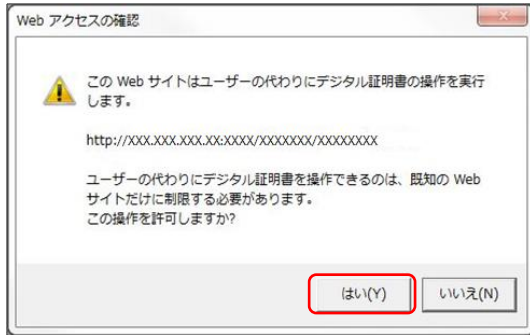 Web アクセスの確認
この Web サイトはユーザーの代わりにデジタル証明書の操作を実行
します。
http://XXX.XXX.XXX.XX:XXXX/XXXXXXX/XXXXXXXX
ユーザーの代わりにデジタル証明書を操作できるのは、既知の Web
サイトだけに制限する必要があります。
この操作を許可しますか?
はい(Y)
いいえ(N)